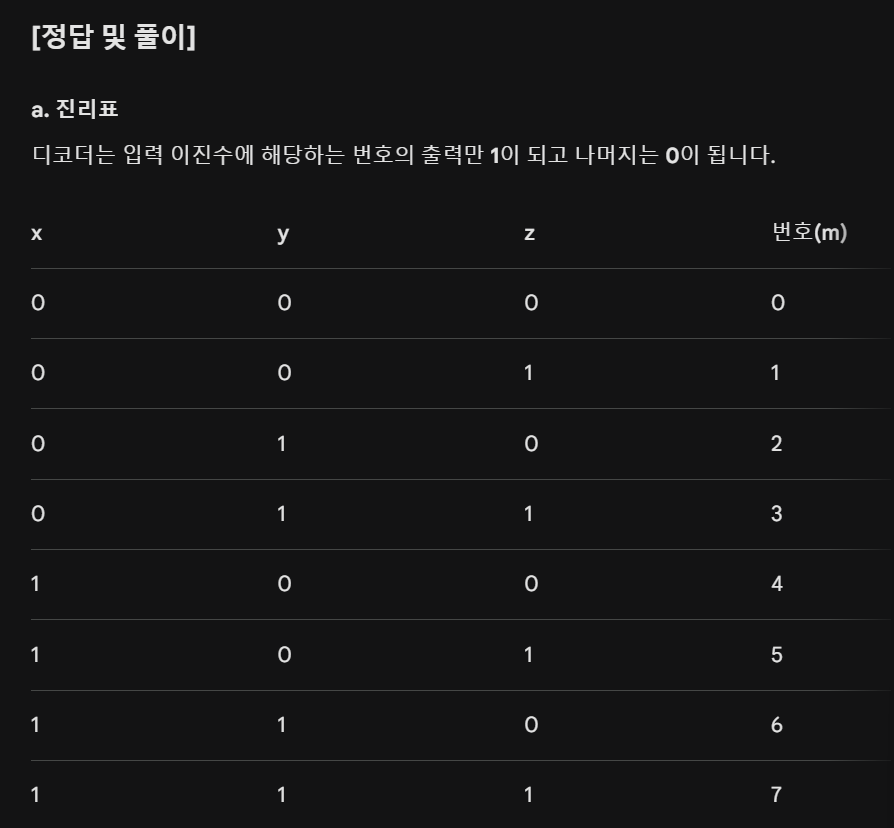 [정답 및 풀이]
a. 진리표
디코더는 입력 이진수에 해당하는 번호의 출력만 1이 되고 나머지는 0이 됩니다.
x y z 번호(m)
0 0 0 0
0 0 1 1
0 1 0 2
0 1 1 3
1 0 0 4
1 0 1 5
1 1 0 6
1 1 1 7